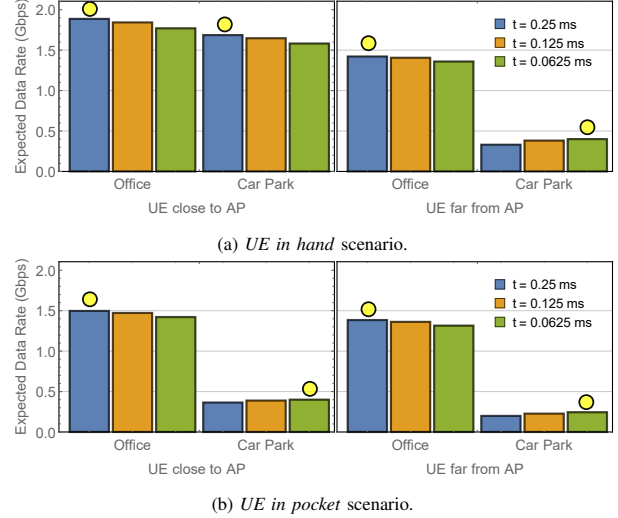 Expected Data Rate (Gbps)
2.0
1.5
1.0
0.5
0.0
t = 0.25 ms
t = 0.125 ms
t = 0.0625 ms
Office Car Park Office Car Park
UE close to AP UE far from AP
(a) UE in hand scenario.
Expected Data Rate (Gbps)
2.0
1.5
1.0
0.5
0.0
t = 0.25 ms
t = 0.125 ms
t = 0.0625 ms
Office Car Park Office Car Park
UE close to AP UE far from AP
(b) UE in pocket scenario.